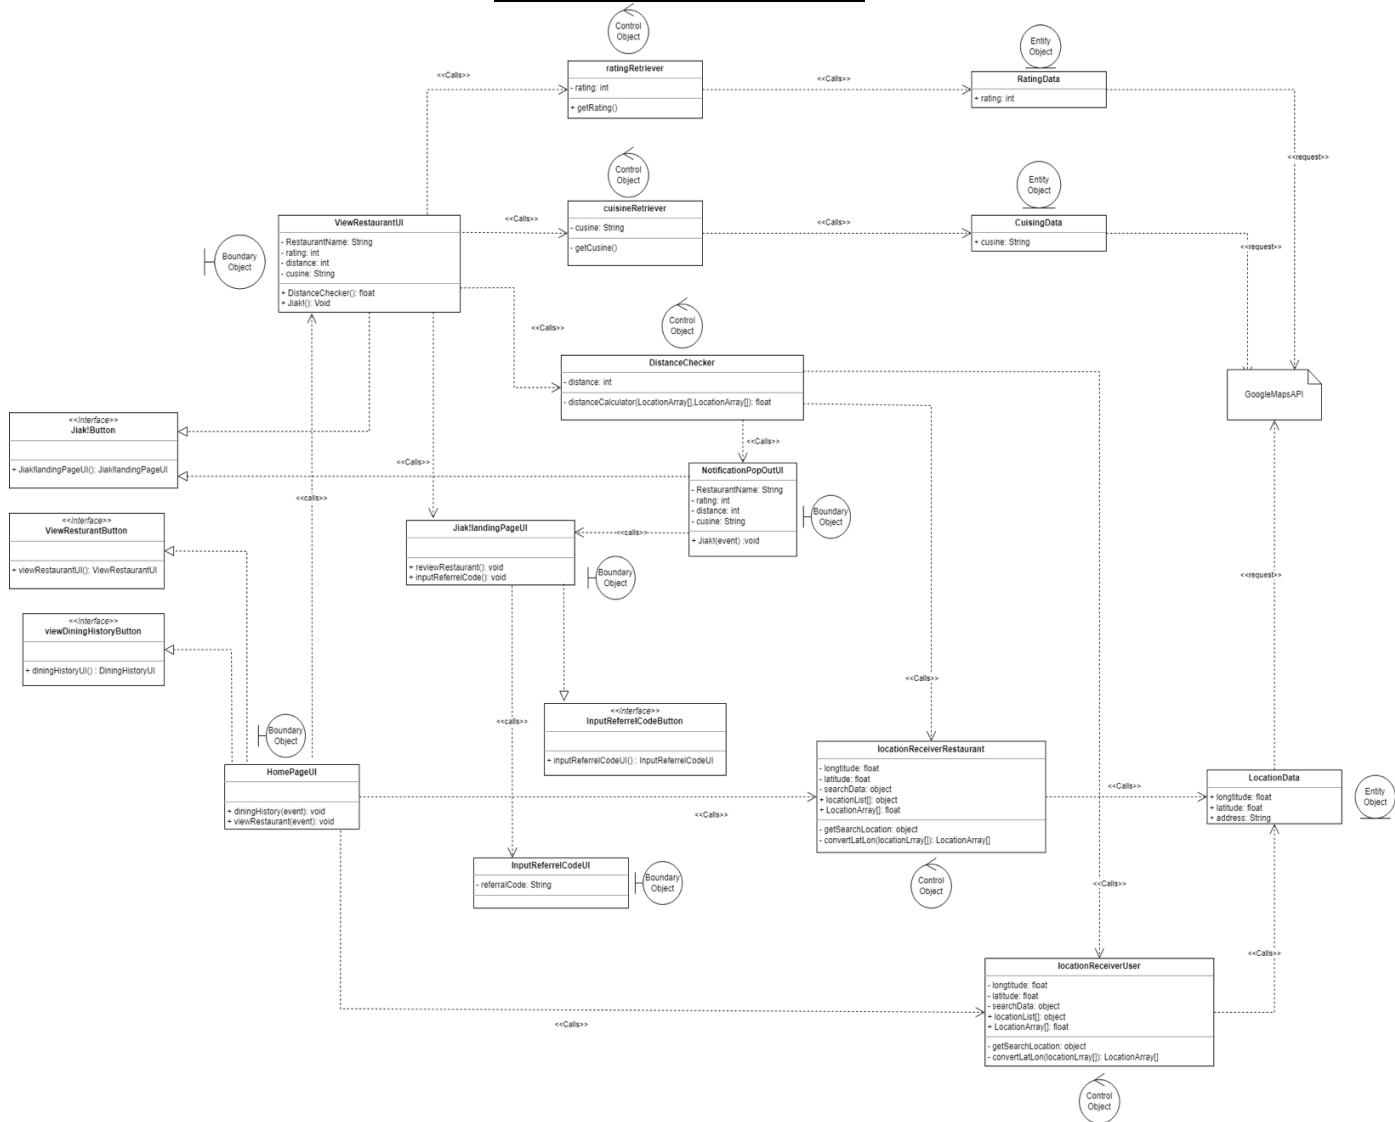 Control
Object
ratingRetriever
- rating: int
+ getRating()
<<Calls>>
<<Calls>>
Entity
Object
RatingData
+ rating: int
<<request>>
Control
Object
cuisineRetriever
- cusine: String
- getCusine()
<<Calls>>
<<Calls>>
Entity
Object
CuisingData
+ cusine: String
<<request>>
ViewRestaurantUI
- RestaurantName: String
- rating: int
- distance: int
- cusine: String
+ DistanceChecker(): float
+ Jiak!(): Void
Boundary
Object
<<Calls>>
Control
Object
DistanceChecker
- distance: int
- distanceCalculator(LocationArray[],LocationArray[]): float
GoogleMapsAPI
<<Interface>>
Jiak!Button
+ Jiak!landingPageUI(): Jiak!landingPageUI
<<Calls>>
<<Calls>>
NotificationPopOutUI
- RestaurantName: String
- rating: int
- distance: int
- cusine: String
+ Jiak!(event) :void
Boundary
Object
<<calls>>
<<Interface>>
ViewResturantButton
+ viewRestaurantUI(): ViewRestaurantUI
Jiak!landingPageUI
+ reviewRestaurant(): void
+ inputReferrelCode(): void
<<calls>>
Boundary
Object
<<request>>
<<Interface>>
viewDiningHistoryButton
+ diningHistoryUI() : DiningHistoryUI
<<Calls>>
<<calls>>
<<Interface>>
InputReferrelCodeButton
+ inputReferrelCodeUI() : InputReferrelCodeUI
Boundary
Object
HomePageUI
+ diningHistory(event): void
+ viewRestaurant(event): void
<<Calls>>
locationReceiverRestaurant
- longtitude: float
- latitude: float
- searchData: object
+ locationList[]: object
+ LocationArray[]: float
- getSearchLocation: object
- convertLatLon(locationLrray[]): LocationArray[]
<<Calls>>
LocationData
+ longtitude: float
+ latitude: float
+ address: String
Entity
Object
InputReferrelCodeUI
- referralCode: String
Boundary
Object
Control
Object
<<Calls>>
<<Calls>>
locationReceiverUser
- longtitude: float
- latitude: float
- searchData: object
+ locationList[]: object
+ LocationArray[]: float
- getSearchLocation: object
- convertLatLon(locationLrray[]): LocationArray[]
<<Calls>>
Control
Object